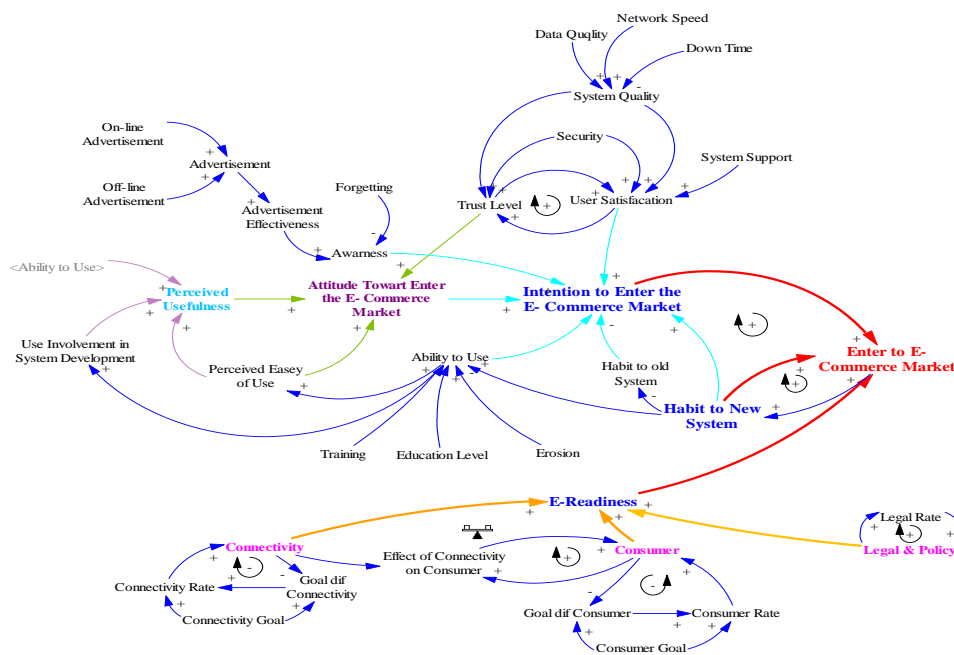 Network Speed
Data Quqlity
Down Time
System Quality
On-line
Advertisement
Security
Advertisement
System Support
Off-line
Advertisement
Forgetting
Trust Level
User Satisfacation
Advertisement
Effectiveness
Awarness
<Ability to Use>
Perceived
Usefulness
Attitude Towart Enter
the E- Commerce
Market
Intention to Enter the
E- Commerce Market
Use Involvement in
System Development
Perceived Easey
of Use
Ability to Use
Habit to old
System
Enter to E-
Commerce Market
Habit to New
System
Training
Education Level
Erosion
E-Readiness
Legal Rate
Legal & Policy
Connectivity
Effect of Connectivity
on Consumer
Consumer
Connectivity Rate
Goal dif
Connectivity
Connectivity Goal
Goal dif Consumer
Consumer Rate
Consumer Goal